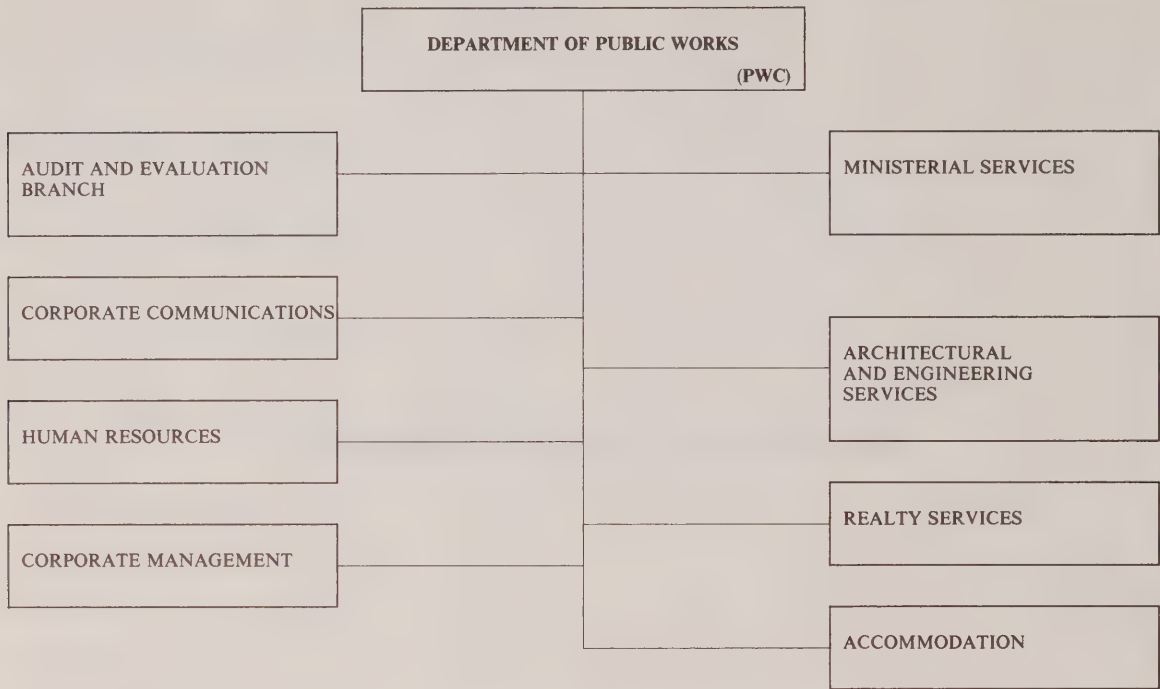 DEPARTMENT OF PUBLIC WORKS
(PWC)
AUDIT AND EVALUATION
BRANCH
CORPORATE COMMUNICATIONS
HUMAN RESOURCES
CORPORATE MANAGEMENT
MINISTERIAL SERVICES
ARCHITECTURAL
AND ENGINEERING
SERVICES
REALTY SERVICES
ACCOMMODATION